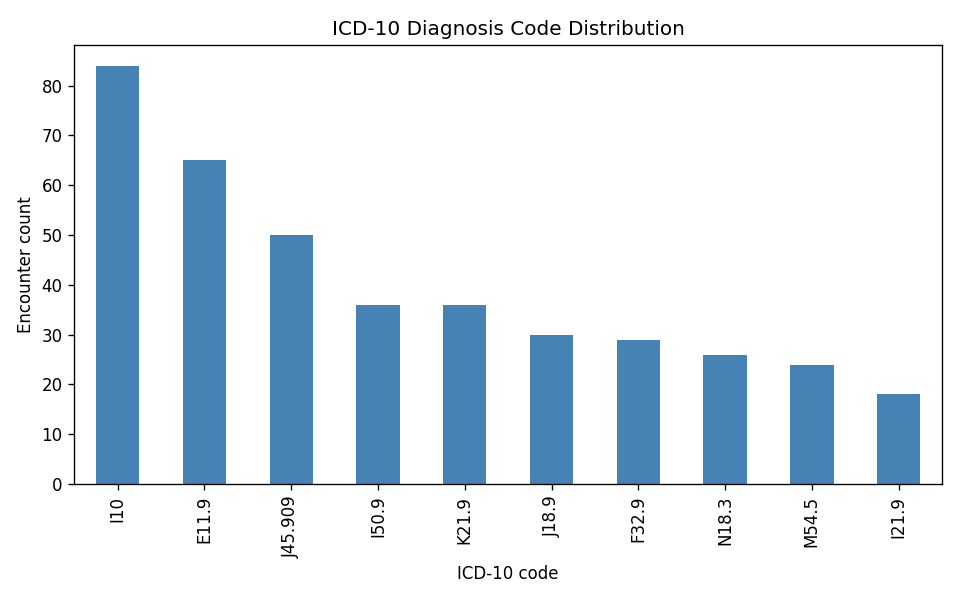 ICD-10 Diagnosis Code Distribution
Encounter count
80
70
60
50
40
30
20
10
0
I10
E11.9
J45.909
I50.9
K21.9
J18.9
F32.9
N18.3
M54.5
I21.9
ICD-10 code